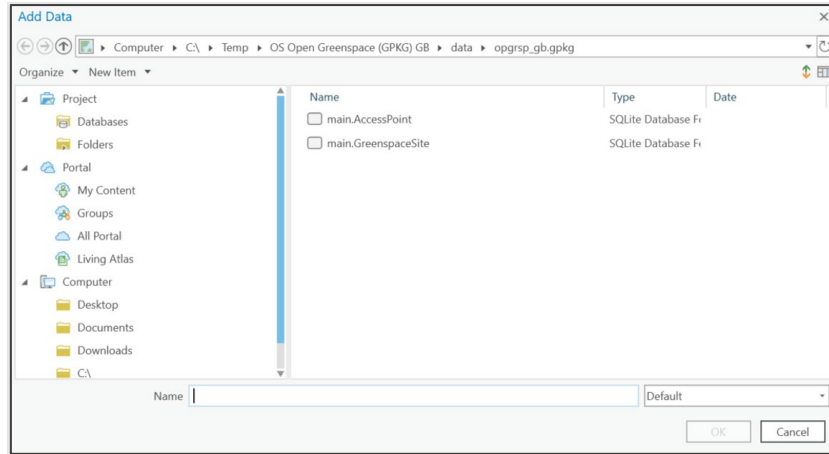 Add Data
Computer C:\ Temp OS Open Greenspace (GPKG) GB data opgrsp_gb.gpkg
Organize New Item
Project
Databases
Folders
Portal
My Content
Groups
All Portal
Living Atlas
Computer
Desktop
Documents
Downloads
C:\
Name Type Date
main.AccessPoint SQLite Database Fe
main.GreenspaceSite SQLite Database Fe
Name Default
OK Cancel